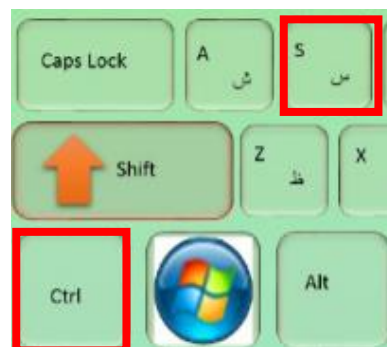 Caps Lock A ش S س
Shift Z ظ X
Ctrl Alt